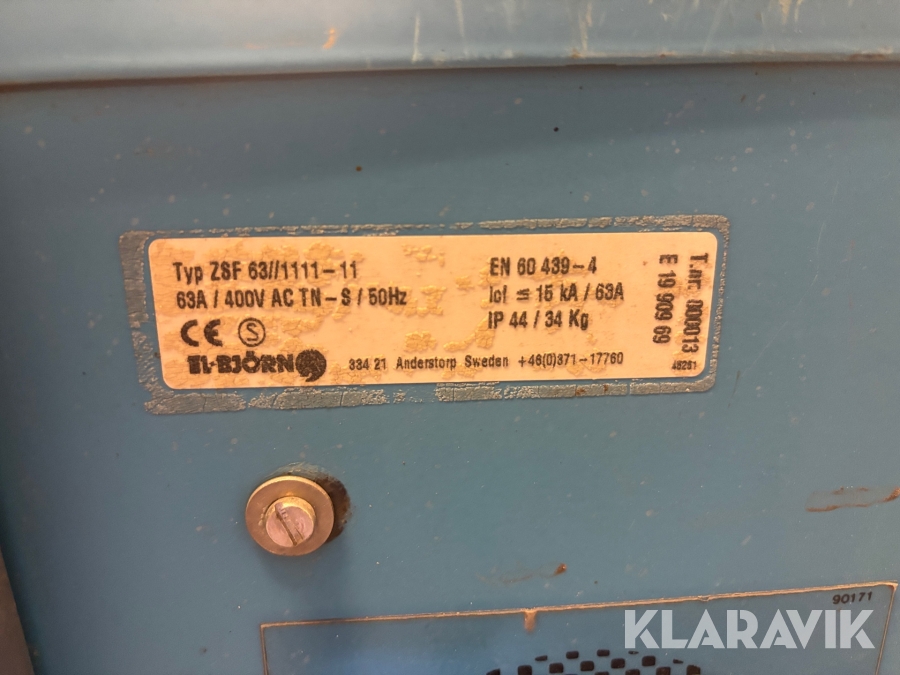 Typ ZSF 63//1111-11
63A / 400V AC TN-S / 50Hz
CE S
EL-BJÖRN
334 21 Anderstorp Sweden +46(0)371-17760
EN 60 439-4
Icf ≤ 15 kA / 63A
IP 44 / 34 Kg
T.nr. 000013
E 19 909 69
46261
90171
KLARAVIK